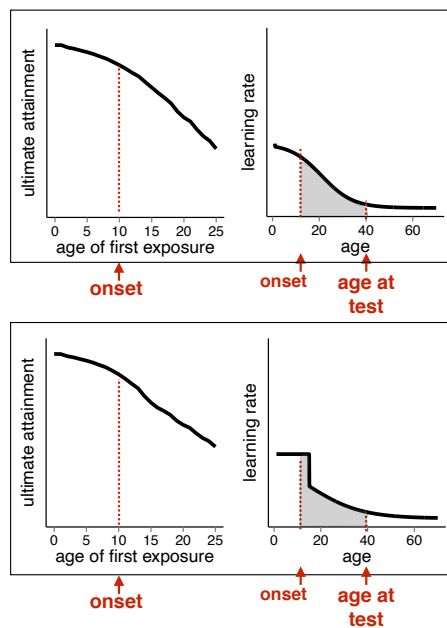 ultimate attainment
0 5 10 15 20 25
age of first exposure
onset
learning rate
0 20 40 60
age
onset
age at
test
ultimate attainment
0 5 10 15 20 25
age of first exposure
onset
learning rate
0 20 40 60
age
onset
age at
test